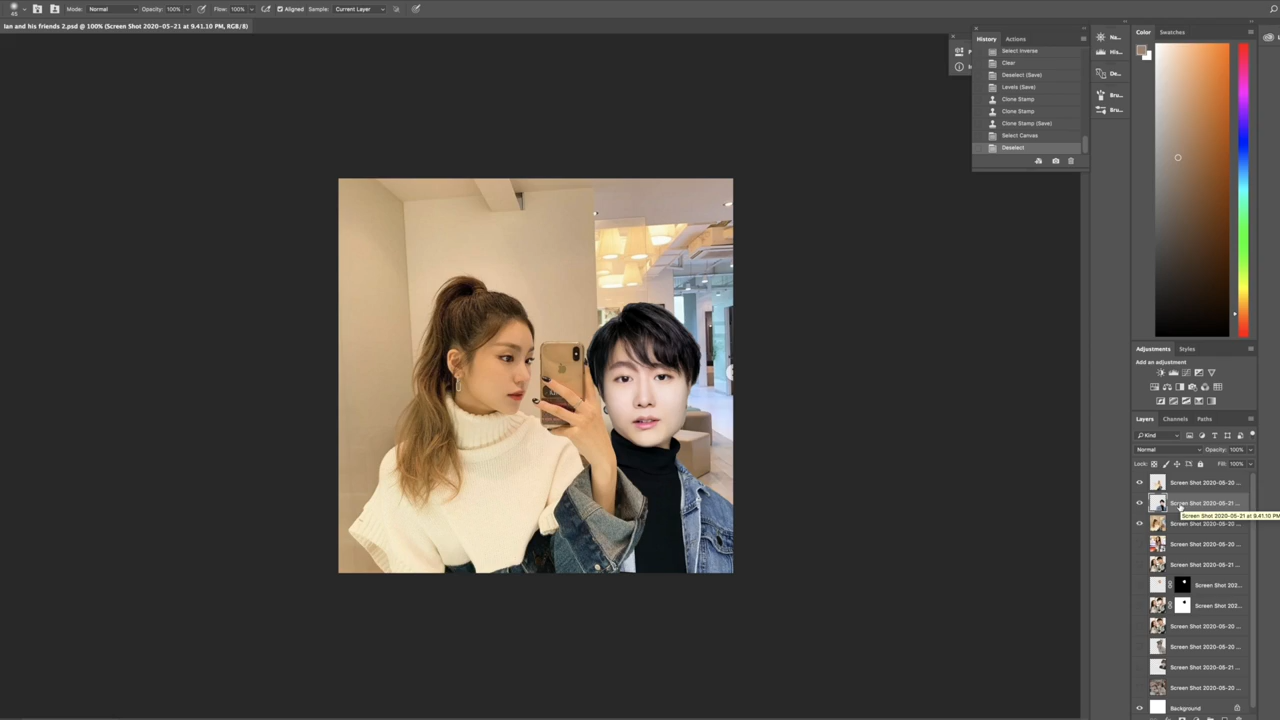 45 Mode: Normal Opacity: 100% Flow: 100% Aligned Sample: Current Layer
Ian and his friends 2.psd @ 100% (Screen Shot 2020-05-21 at 9.41.10 PM, RGB/8)
History Actions
Select Inverse
Clear
Deselect (Save)
Levels (Save)
Clone Stamp
Clone Stamp
Clone Stamp (Save)
Select Canvas
Deselect
Na...
His...
De...
Bru...
Bru...
Color Swatches
Adjustments Styles
Add an adjustment
Layers Channels Paths
Kind
Normal Opacity: 100%
Lock: Fill: 100%
Screen Shot 2020-05-20 ...
Screen Shot 2020-05-21 ...
Screen Shot 2020-05-21 at 9.41.10 PM
Screen Shot 2020-05-20 ...
Screen Shot 2020-05-20 ...
Screen Shot 2020-05-21 ...
Screen Shot 202...
Screen Shot 202...
Screen Shot 2020-05-20 ...
Screen Shot 2020-05-20 ...
Screen Shot 2020-05-21 ...
Screen Shot 2020-05-20 ...
Background